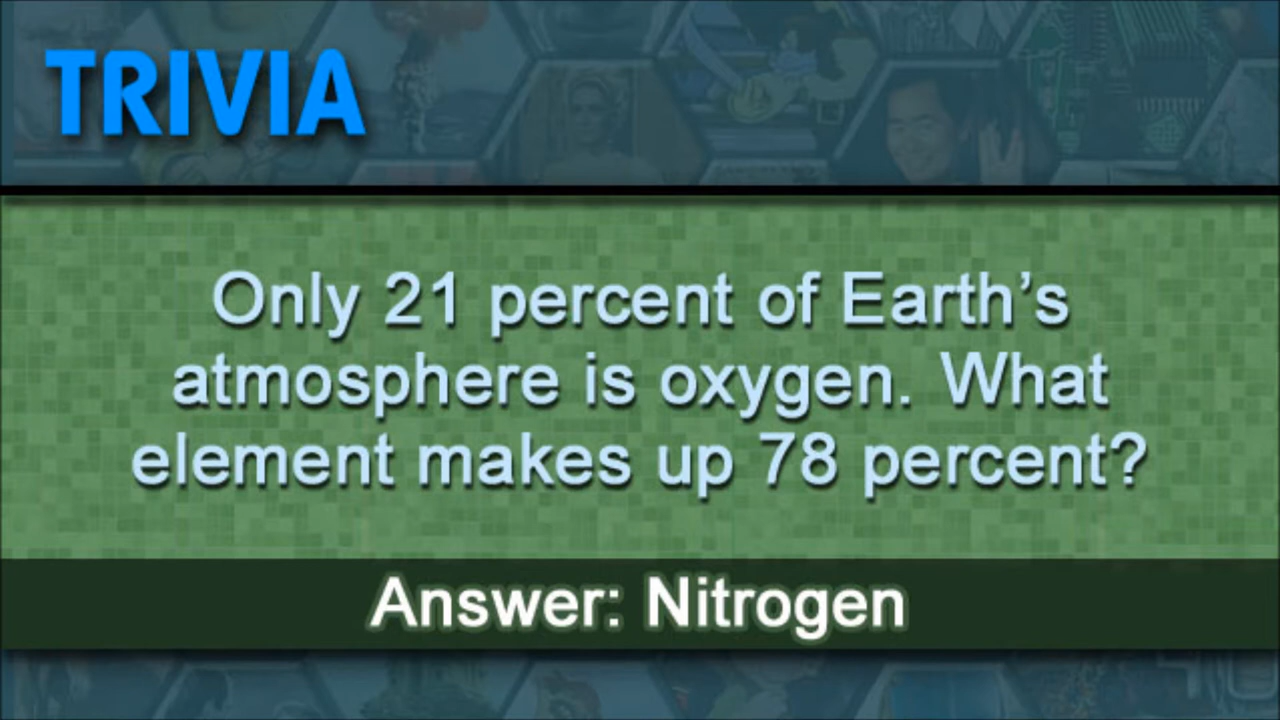 TRIVIA
Only 21 percent of Earth’s
atmosphere is oxygen. What
element makes up 78 percent?
Answer: Nitrogen